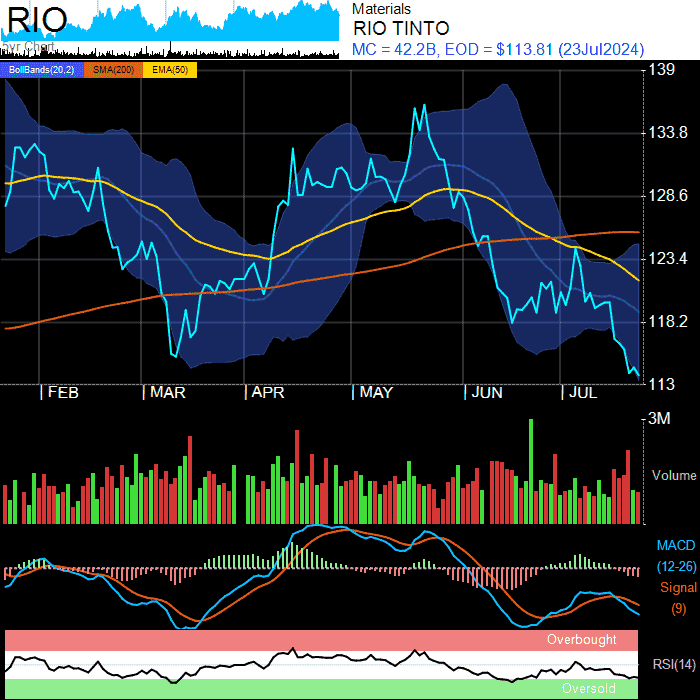 RIO
5yr Chart
Materials
RIO TINTO
MC = 42.2B, EOD = $113.81 (23Jul2024)
BollBands(20,2) SMA(200) EMA(50)
139
133.8
128.6
123.4
118.2
113
FEB MAR APR MAY JUN JUL
3M
Volume
MACD
(12-26)
Signal
(9)
Overbought
RSI(14)
Oversold